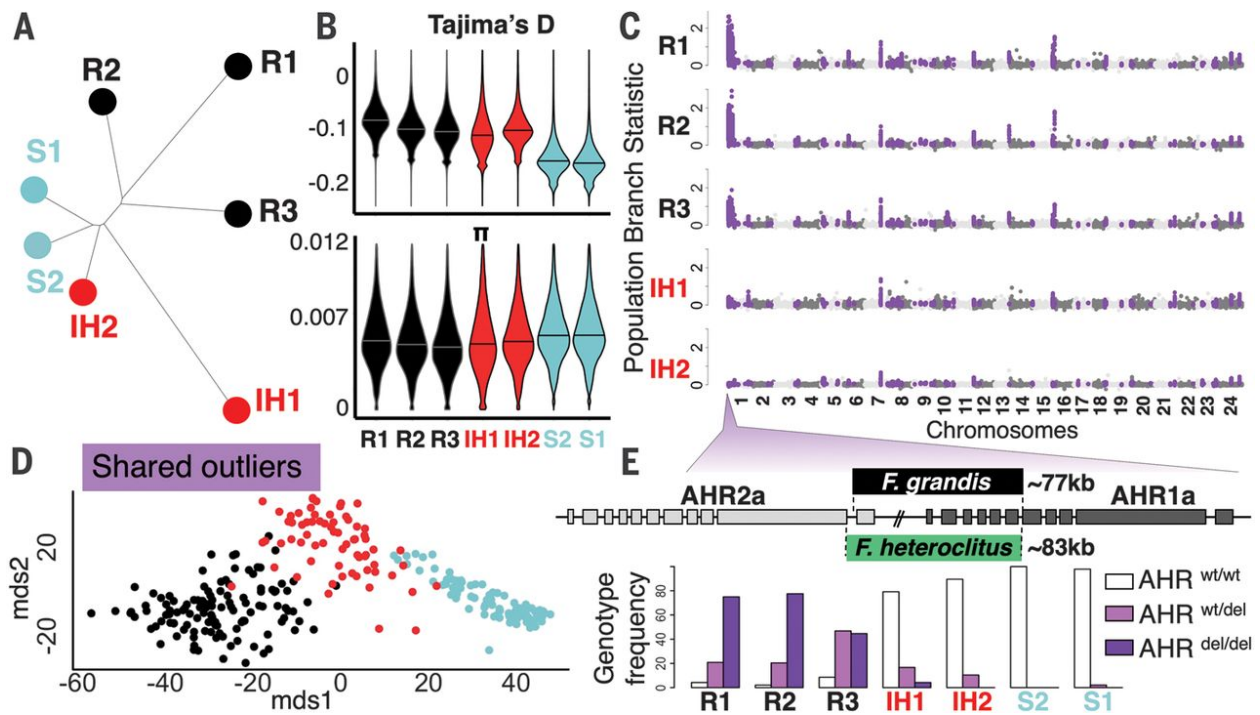 A
R1
R2
S1
R3
S2
IH2
IH1
B
Tajima's D
0
-0.1
-0.2
π
0.012
0.007
0
R1 R2 R3 IH1 IH2 S2 S1
C
Population Branch Statistic
R1
0 2
R2
0 2
R3
0 2
IH1
0 2
IH2
0 2
1 2 3 4 5 6 7 8 9 10 11 12 13 14 15 16 17 18 19 20 21 22 23 24
Chromosomes
D
Shared outliers
mds2
20
-20
-60 -40 -20 0 20 40
mds1
E
F. grandis ~77kb
AHR2a AHR1a
F. heteroclitus ~83kb
Genotype
frequency
0 20 40 60 80
AHR wt/wt
AHR wt/del
AHR del/del
R1 R2 R3 IH1 IH2 S2 S1